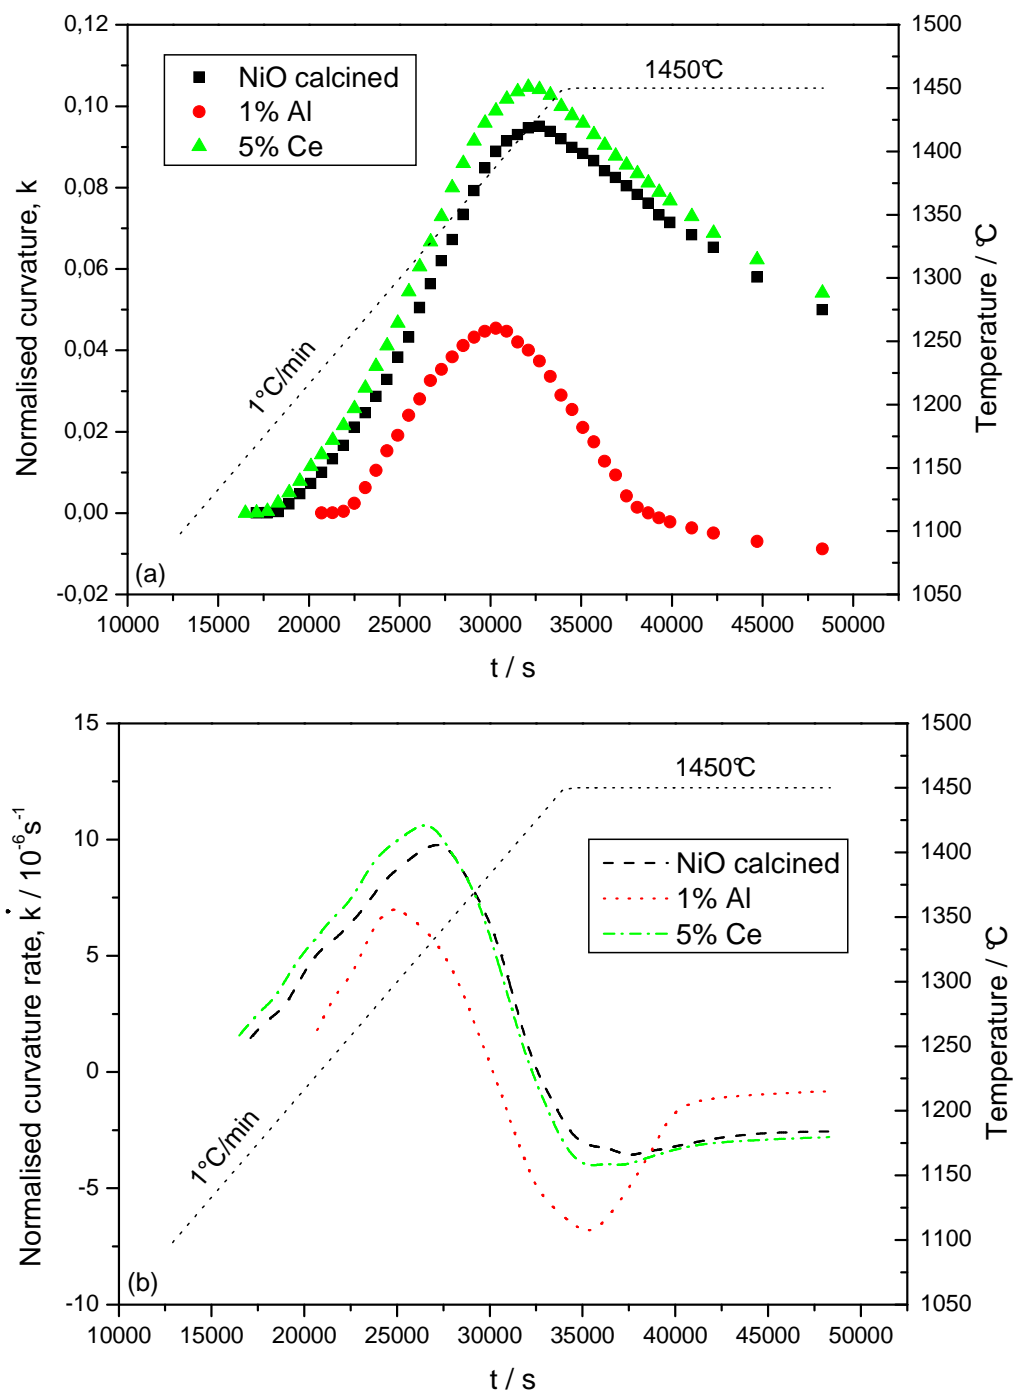 0,12
0,10
0,08
0,06
0,04
0,02
0,00
-0,02
Normalised curvature, k
NiO calcined
1% Al
5% Ce
1450°C
1°C/min
(a)
1500
1450
1400
1350
1300
1250
1200
1150
1100
1050
Temperature / °C
10000 15000 20000 25000 30000 35000 40000 45000 50000
t / s
15
10
5
0
-5
-10
Normalised curvature rate, k̇ / 10⁻⁶s⁻¹
1450°C
NiO calcined
1% Al
5% Ce
1°C/min
(b)
1500
1450
1400
1350
1300
1250
1200
1150
1100
1050
Temperature / °C
10000 15000 20000 25000 30000 35000 40000 45000 50000
t / s